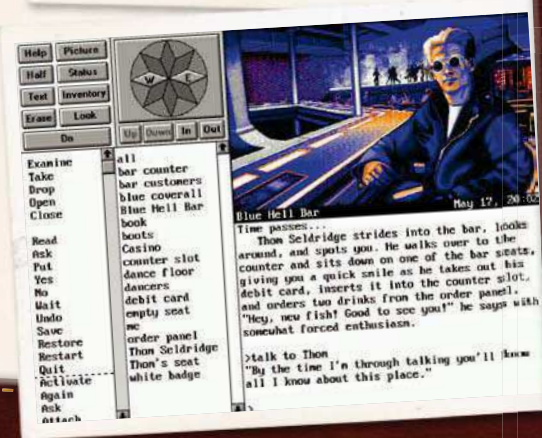 Help Picture
Half Status
Text Inventory
Erase Look
Do
W E
Up Down In Out
Examine
Take
Drop
Open
Close
Read
Ask
Put
Yes
No
Wait
Undo
Save
Restore
Restart
Quit
Activate
Again
Ask
Attach
all
bar counter
bar customers
blue coverall
Blue Hell Bar
book
boots
Casino
counter slot
dance floor
dancers
debit card
empty seat
me
order panel
Thom Seldridge
Thom's seat
white badge
Blue Hell Bar May 17, 20:02
Time passes...
Thom Seldridge strides into the bar, looks
around, and spots you. He walks over to the
counter and sits down on one of the bar seats,
giving you a quick smile as he takes out his
debit card, inserts it into the counter slot,
and orders two drinks from the order panel.
"Hey, new fish! Good to see you!" he says with
somewhat forced enthusiasm.
>talk to Thom
"By the time I'm through talking you'll know
all I know about this place."
>